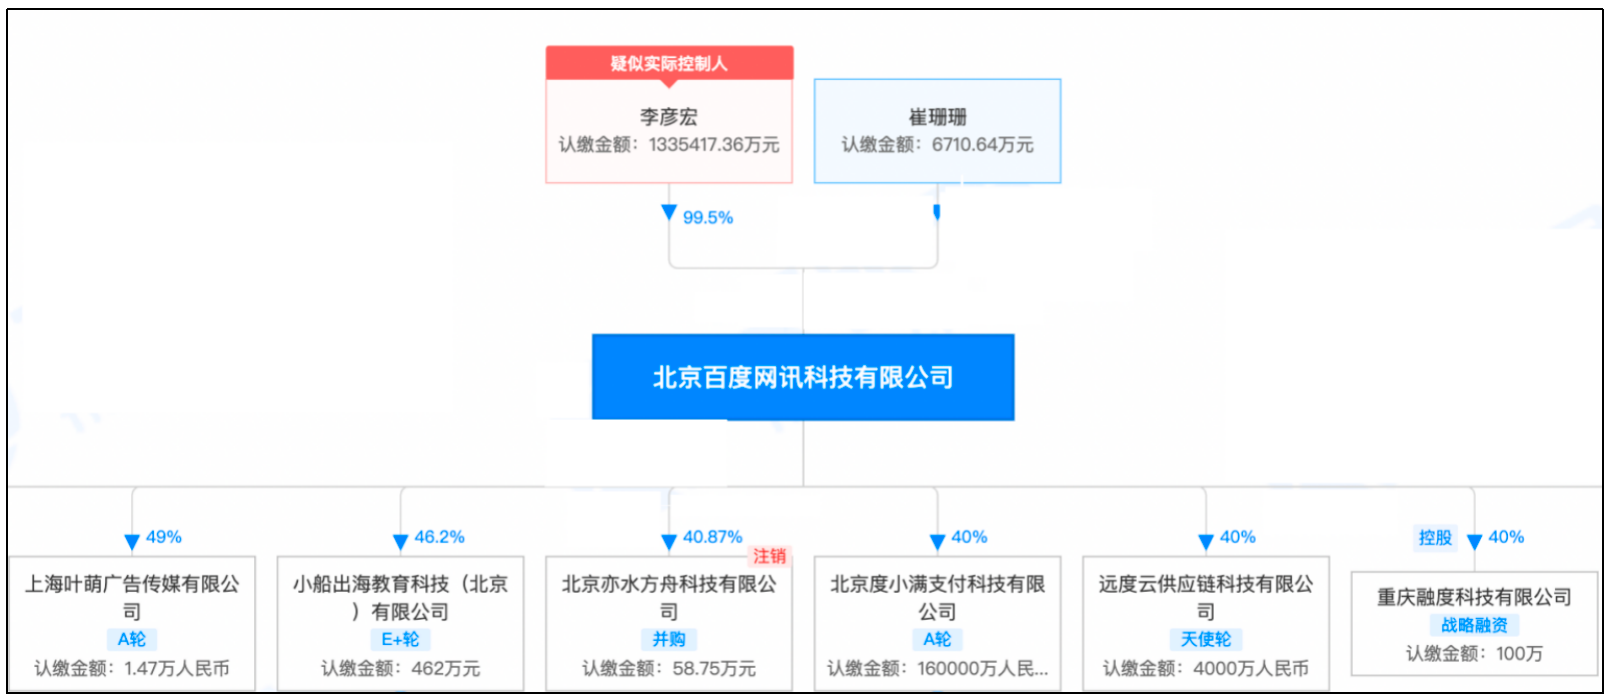 疑似实际控制人
李彦宏
认缴金额：1335417.36万元
崔珊珊
认缴金额：6710.64万元
99.5%
北京百度网讯科技有限公司
49%
上海叶萌广告传媒有限公
司
A轮
认缴金额：1.47万人民币
46.2%
小船出海教育科技（北京
）有限公司
E+轮
认缴金额：462万元
40.87%
注销
北京亦水方舟科技有限公
司
并购
认缴金额：58.75万元
40%
北京度小满支付科技有限
公司
A轮
认缴金额：160000万人民...
40%
远度云供应链科技有限公
司
天使轮
认缴金额：4000万人民币
控股
40%
重庆融度科技有限公司
战略融资
认缴金额：100万